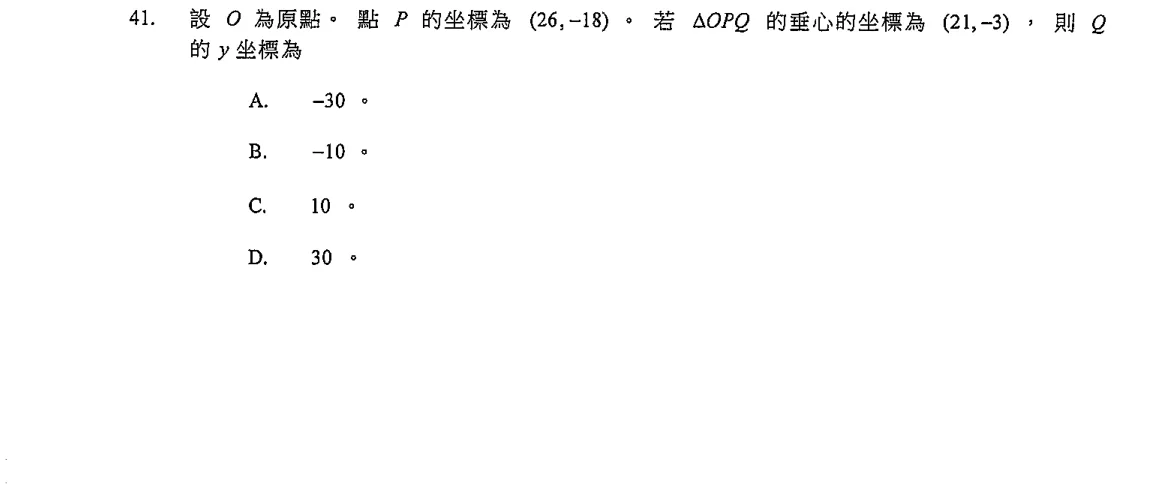 41. 設 O 為原點。 點 P 的坐標為 (26, –18) 。 若 ΔOPQ 的垂心的坐標為 (21, –3) ， 則 Q
的 y 坐標為
A. –30 。
B. –10 。
C. 10 。
D. 30 。